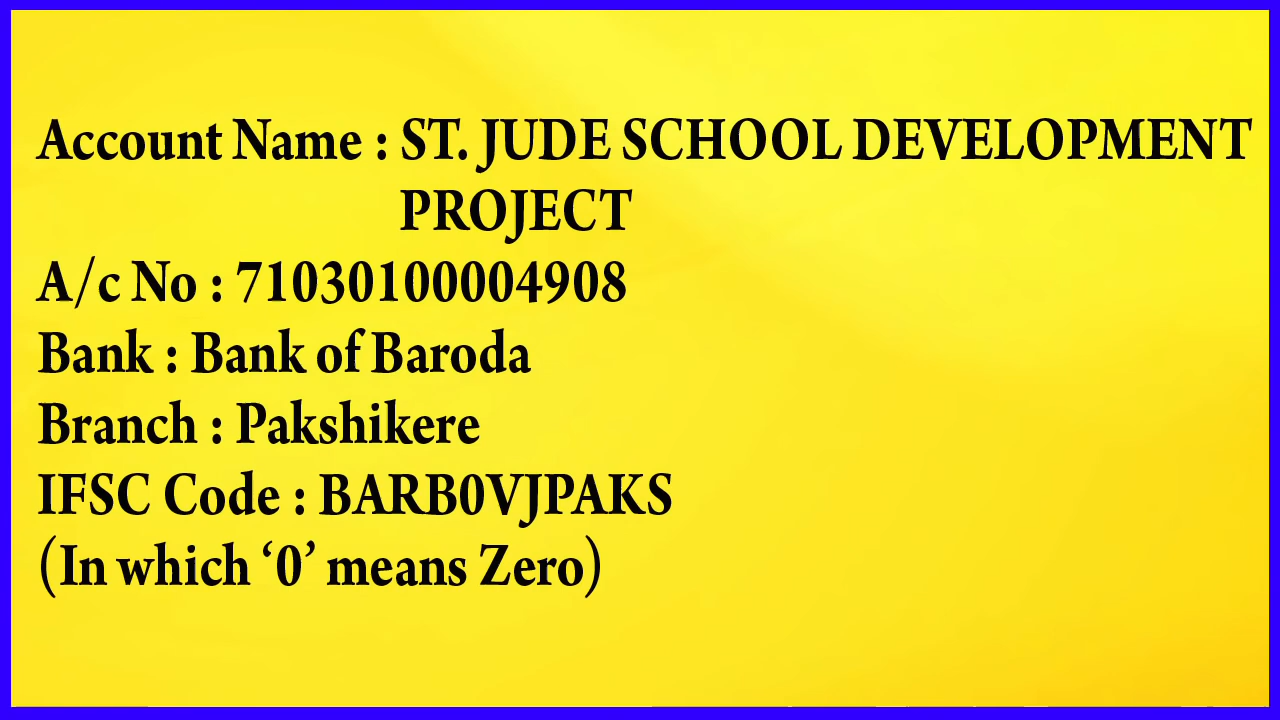 Account Name : ST. JUDE SCHOOL DEVELOPMENT
PROJECT
A/c No : 71030100004908
Bank : Bank of Baroda
Branch : Pakshikere
IFSC Code : BARB0VJPAKS
(In which ‘0’ means Zero)